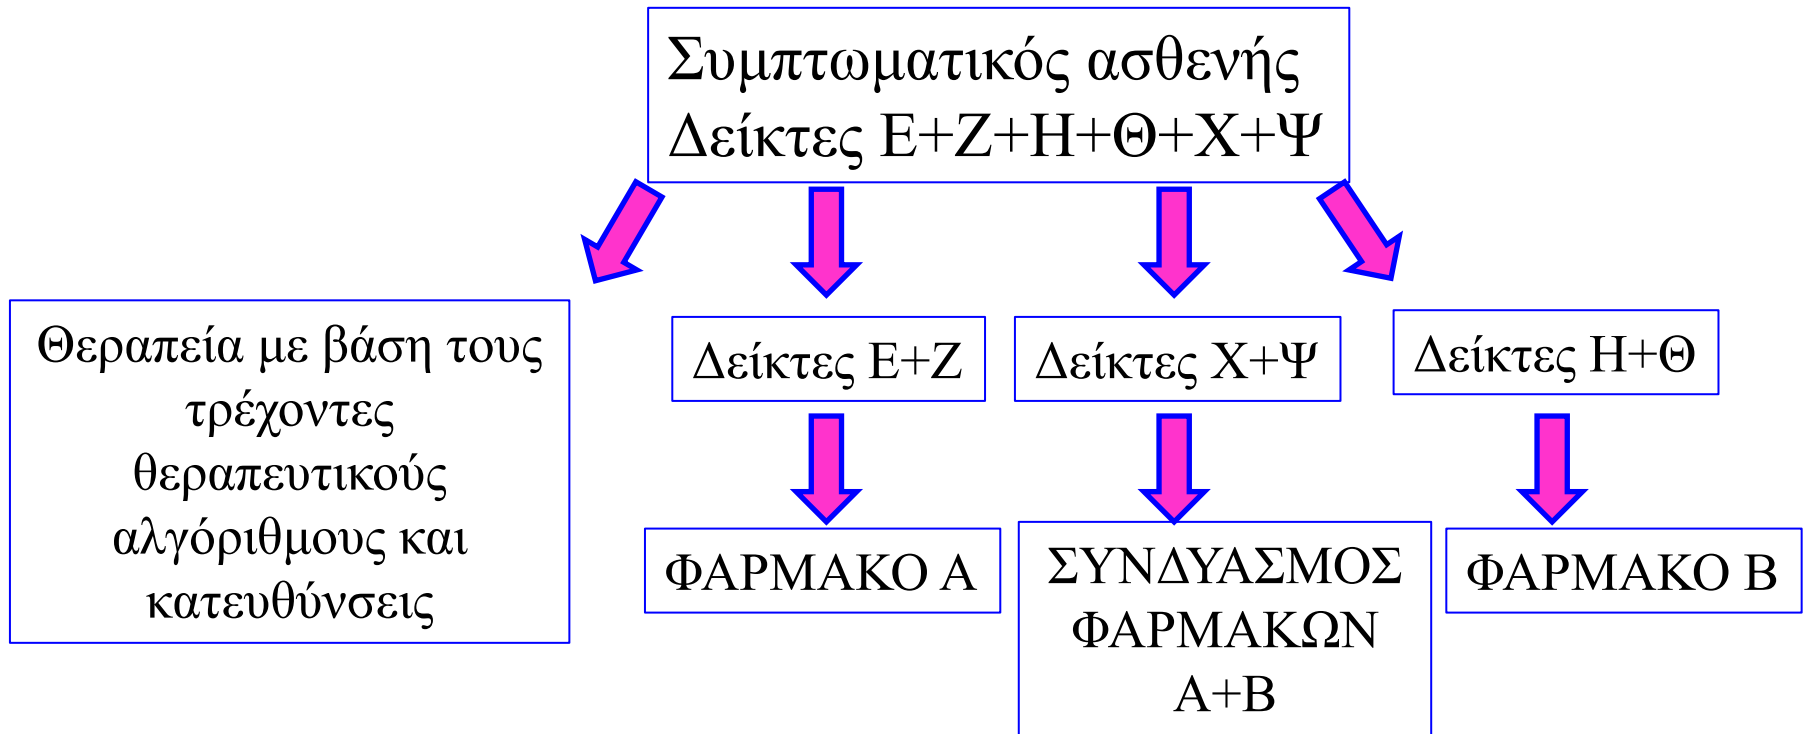 Συμπτωματικός ασθενής
Δείκτες Ε+Ζ+Η+Θ+Χ+Ψ
Θεραπεία με βάση τους
τρέχοντες
θεραπευτικούς
αλγόριθμους και
κατευθύνσεις
Δείκτες Ε+Ζ
Δείκτες Χ+Ψ
Δείκτες Η+Θ
ΦΑΡΜΑΚΟ Α
ΣΥΝΔΥΑΣΜΟΣ
ΦΑΡΜΑΚΩΝ
Α+Β
ΦΑΡΜΑΚΟ Β